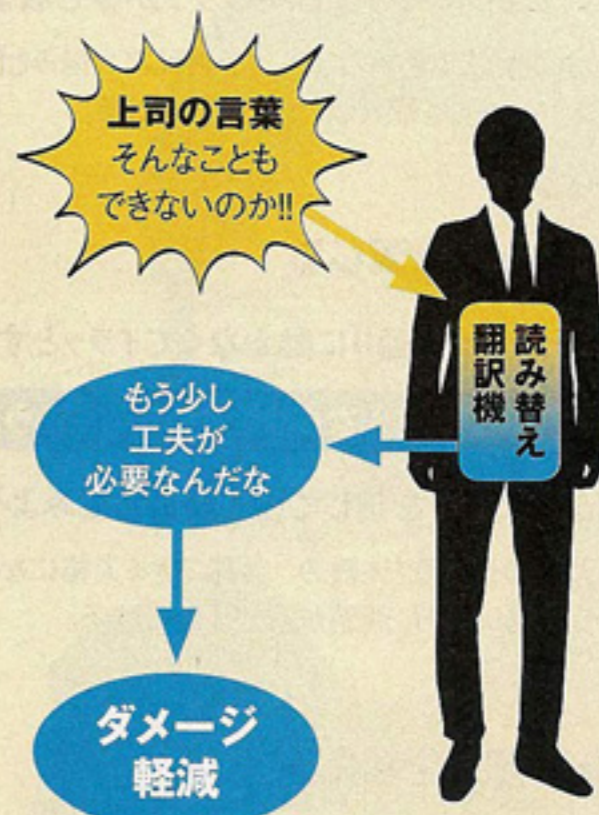 上司の言葉
そんなことも
できないのか!!
読み替え
翻訳機
もう少し
工夫が
必要なんだな
ダメージ
軽減